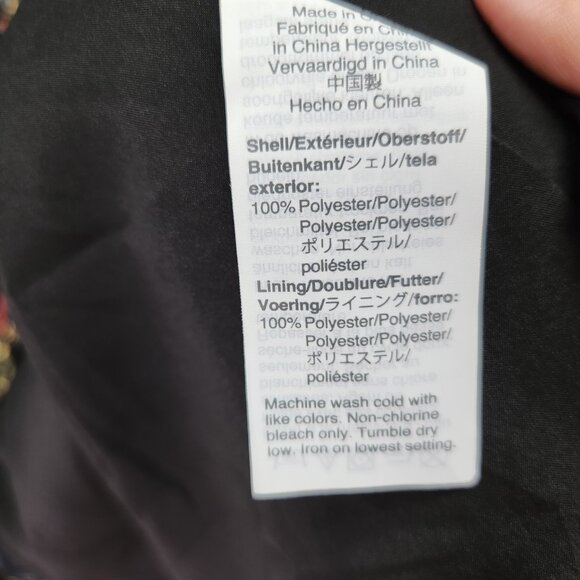 Made in
Fabriqué en
in China Hergestellt
Vervaardigd in China
中国製
Hecho en China
Shell/Extérieur/Oberstoff/
Buitenkant/シェル/tela
exterior:
100% Polyester/Polyester/
Polyester/Polyester/
ポリエステル/
poliéster
Lining/Doublure/Futter/
Voering/ライニング/forro:
100% Polyester/Polyester/
Polyester/Polyester/
ポリエステル/
poliéster
Machine wash cold with
like colors. Non-chlorine
bleach only. Tumble dry
low. Iron on lowest setting.